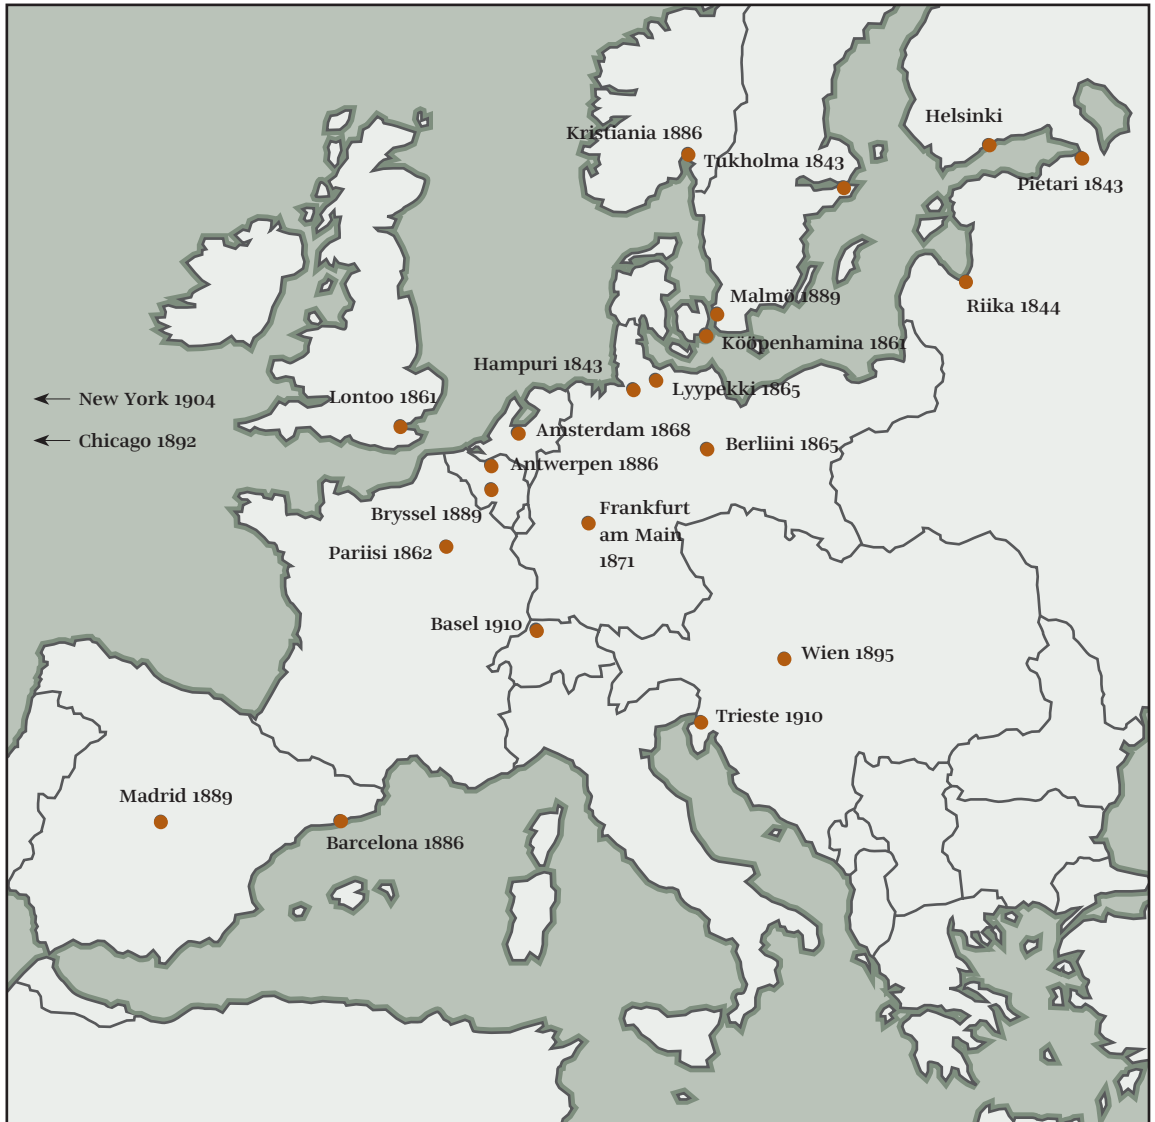 Helsinki
Kristiania 1886
Tukholma 1843
Pietari 1843
Malmö 1889
Riika 1844
Kööpenhamina 1861
Hampuri 1843
Lyypekki 1865
New York 1904
Lontoo 1861
Amsterdam 1868
Chicago 1892
Berliini 1865
Antwerpen 1886
Bryssel 1889
Frankfurt
am Main
1871
Pariisi 1862
Basel 1910
Wien 1895
Trieste 1910
Madrid 1889
Barcelona 1886